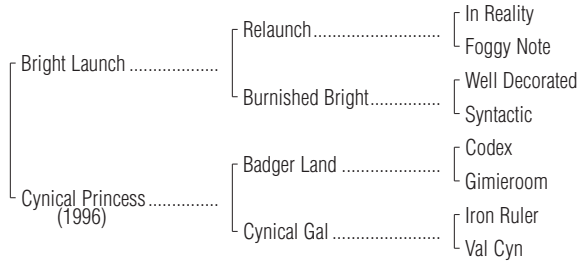 In Reality
Relaunch..........................
Foggy Note
Bright Launch ..................
Well Decorated
Burnished Bright...............
Syntactic
Codex
Badger Land .....................
Gimieroom
Cynical Princess...............
(1996)
Iron Ruler
Cynical Gal .......................
Val Cyn